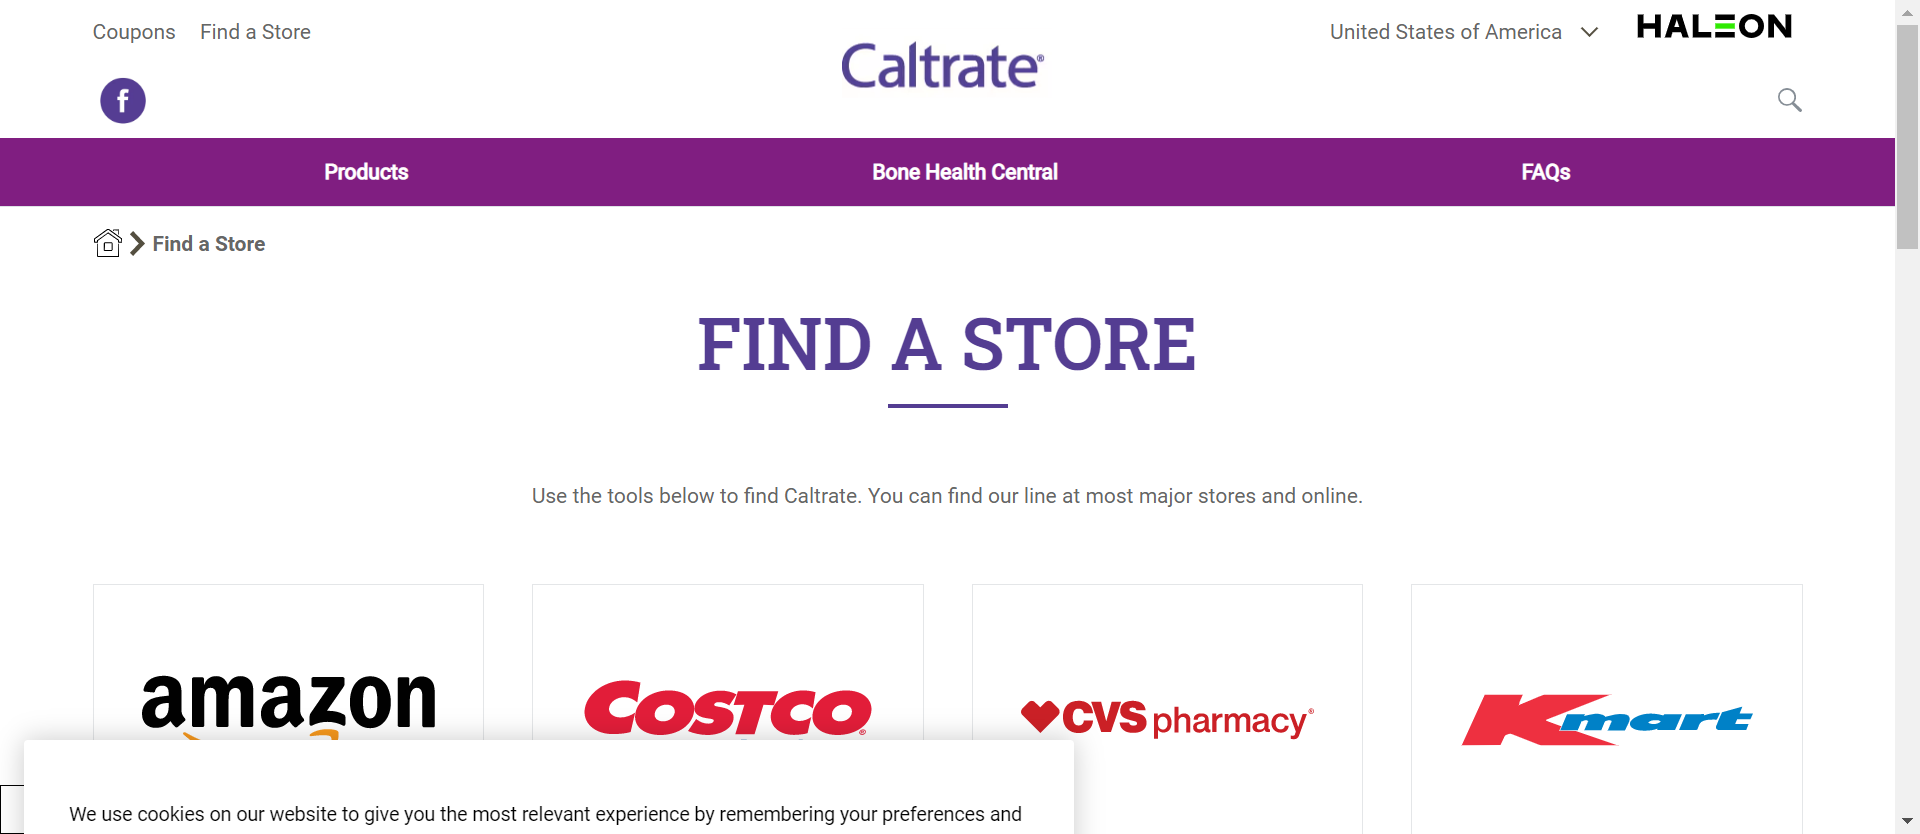 Coupons Find a Store
United States of America
HALEON
Caltrate®
f
Products
Bone Health Central
FAQs
Find a Store
FIND A STORE
Use the tools below to find Caltrate. You can find our line at most major stores and online.
amazon
COSTCO®
CVS pharmacy®
Kmart
We use cookies on our website to give you the most relevant experience by remembering your preferences and